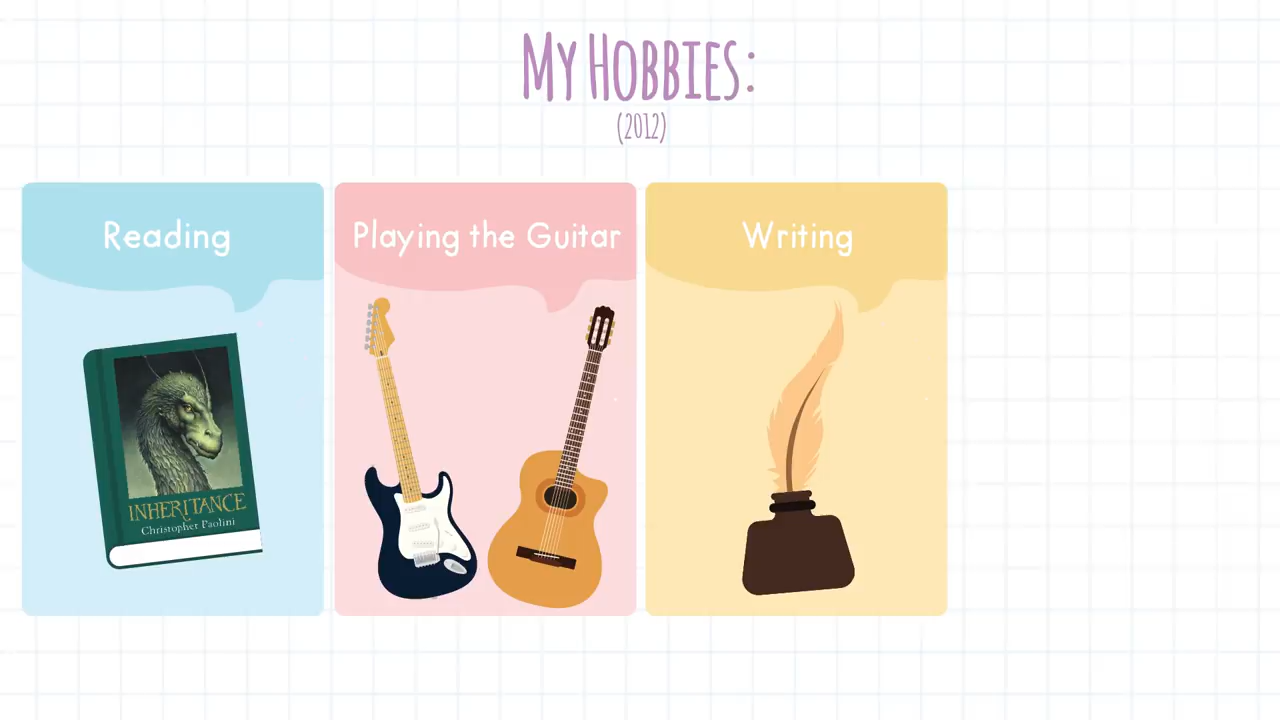 My Hobbies:
(2012)
Reading
Playing the Guitar
Writing
INHERITANCE
Christopher Paolini